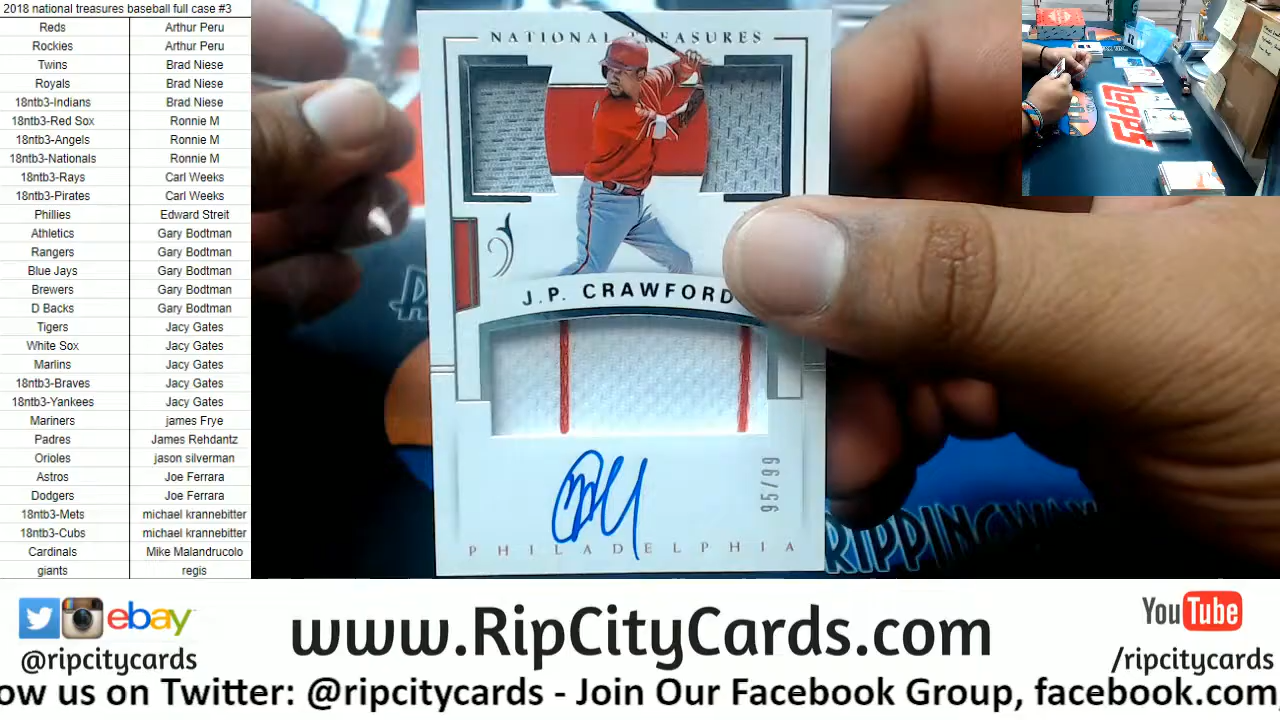 2018 national treasures baseball full case #3
Reds Arthur Peru
Rockies Arthur Peru
Twins Brad Niese
Royals Brad Niese
18ntb3-Indians Brad Niese
18ntb3-Red Sox Ronnie M
18ntb3-Angels Ronnie M
18ntb3-Nationals Ronnie M
18ntb3-Rays Carl Weeks
18ntb3-Pirates Carl Weeks
Phillies Edward Streit
Athletics Gary Bodtman
Rangers Gary Bodtman
Blue Jays Gary Bodtman
Brewers Gary Bodtman
D Backs Gary Bodtman
Tigers Jacy Gates
White Sox Jacy Gates
Marlins Jacy Gates
18ntb3-Braves Jacy Gates
18ntb3-Yankees Jacy Gates
Mariners james Frye
Padres James Rehdantz
Orioles jason silverman
Astros Joe Ferrara
Dodgers Joe Ferrara
18ntb3-Mets michael krannebitter
18ntb3-Cubs michael krannebitter
Cardinals Mike Malandrucolo
giants regis
NATIONAL TREASURES
J.P. CRAWFORD
95/99
PHILADELPHIA
RIPPINGWAX
Topps
ebay
@ripcitycards
www.RipCityCards.com
YouTube
/ripcitycards
ow us on Twitter: @ripcitycards - Join Our Facebook Group, facebook.com